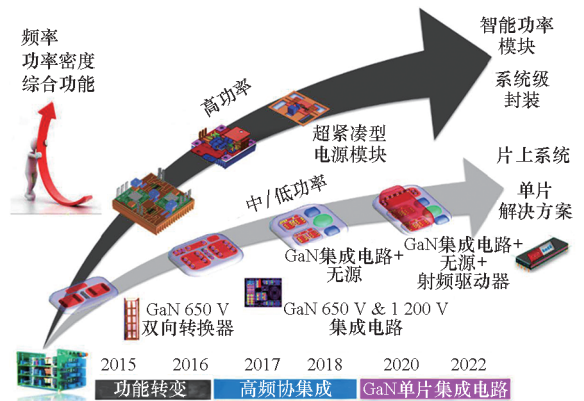 频率
功率密度
综合功能
高功率
超紧凑型
电源模块
智能功率
模块
系统级
封装
中/低功率
片上系统
单片
解决方案
GaN集成电路+
无源
GaN集成电路+
无源+
射频驱动器
GaN 650 V
双向转换器
GaN 650 V & 1 200 V
集成电路
2015 2016 2017 2018 2020 2022
功能转变 高频协集成 GaN单片集成电路